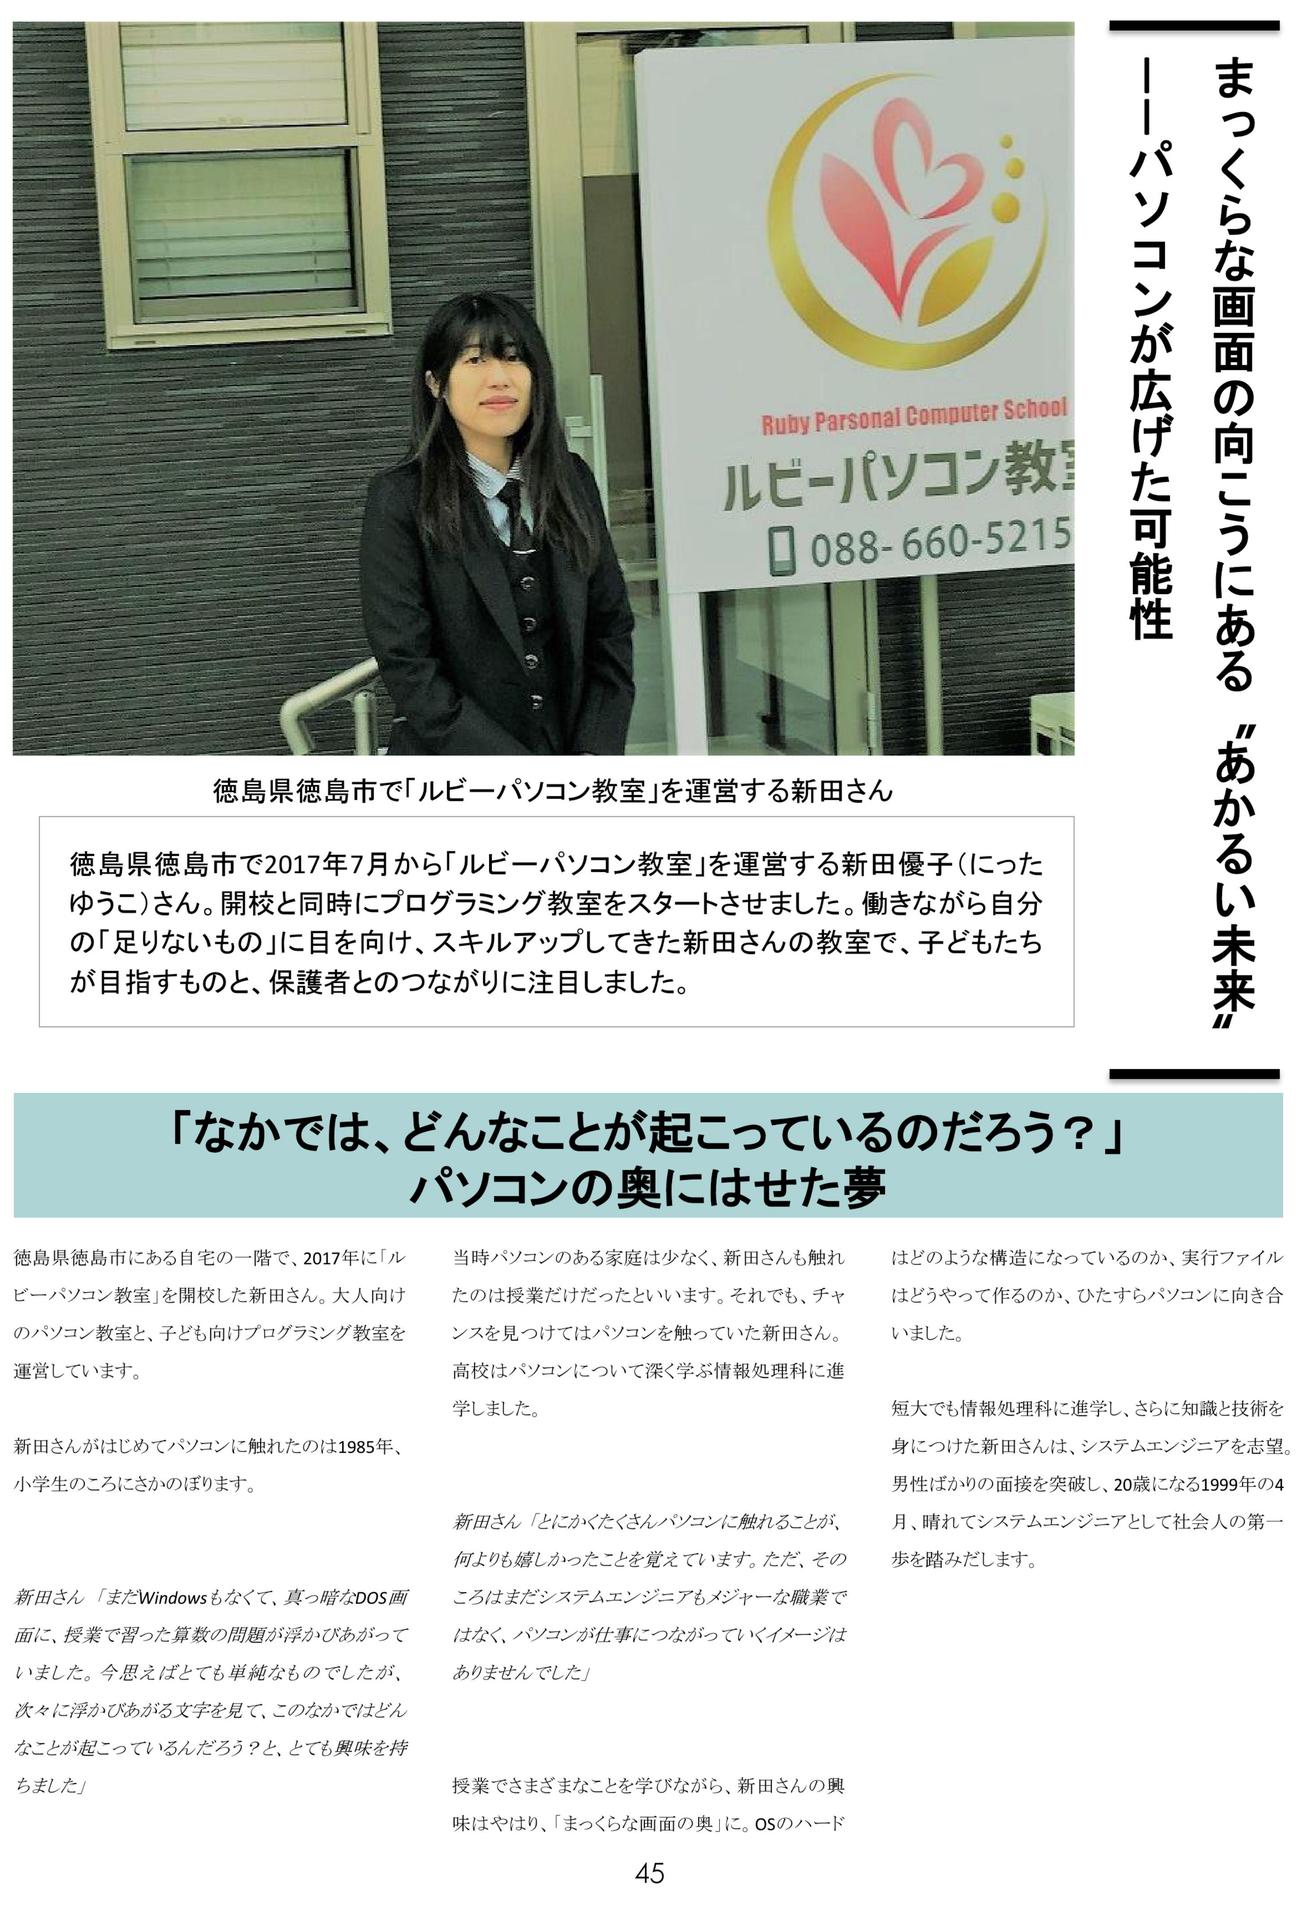 まっくらな画面の向こうにある〝あかるい未来〟
――パソコンが広げた可能性
Ruby Parsonal Computer School
ルビーパソコン教室
088-660-5215
徳島県徳島市で「ルビーパソコン教室」を運営する新田さん
徳島県徳島市で2017年7月から「ルビーパソコン教室」を運営する新田優子（にった
ゆうこ）さん。開校と同時にプログラミング教室をスタートさせました。働きながら自分
の「足りないもの」に目を向け、スキルアップしてきた新田さんの教室で、子どもたち
が目指すものと、保護者とのつながりに注目しました。
「なかでは、どんなことが起こっているのだろう？」
パソコンの奥にはせた夢
徳島県徳島市にある自宅の一階で、2017年に「ル
ビーパソコン教室」を開校した新田さん。大人向け
のパソコン教室と、子ども向けプログラミング教室を
運営しています。
新田さんがはじめてパソコンに触れたのは1985年、
小学生のころにさかのぼります。
新田さん 「まだWindowsもなくて、真っ暗なDOS画
面に、授業で習った算数の問題が浮かびあがって
いました。今思えばとても単純なものでしたが、
次々に浮かびあがる文字を見て、このなかではどん
なことが起こっているんだろう？と、とても興味を持
ちました」
当時パソコンのある家庭は少なく、新田さんも触れ
たのは授業だけだったといいます。それでも、チャ
ンスを見つけてはパソコンを触っていた新田さん。
高校はパソコンについて深く学ぶ情報処理科に進
学しました。
新田さん 「とにかくたくさんパソコンに触れることが、
何よりも嬉しかったことを覚えています。ただ、その
ころはまだシステムエンジニアもメジャーな職業で
はなく、パソコンが仕事につながっていくイメージは
ありませんでした」
授業でさまざまなことを学びながら、新田さんの興
味はやはり、「まっくらな画面の奥」に。OSのハード
はどのような構造になっているのか、実行ファイル
はどうやって作るのか、ひたすらパソコンに向き合
いました。
短大でも情報処理科に進学し、さらに知識と技術を
身につけた新田さんは、システムエンジニアを志望。
男性ばかりの面接を突破し、20歳になる1999年の4
月、晴れてシステムエンジニアとして社会人の第一
歩を踏みだします。
45